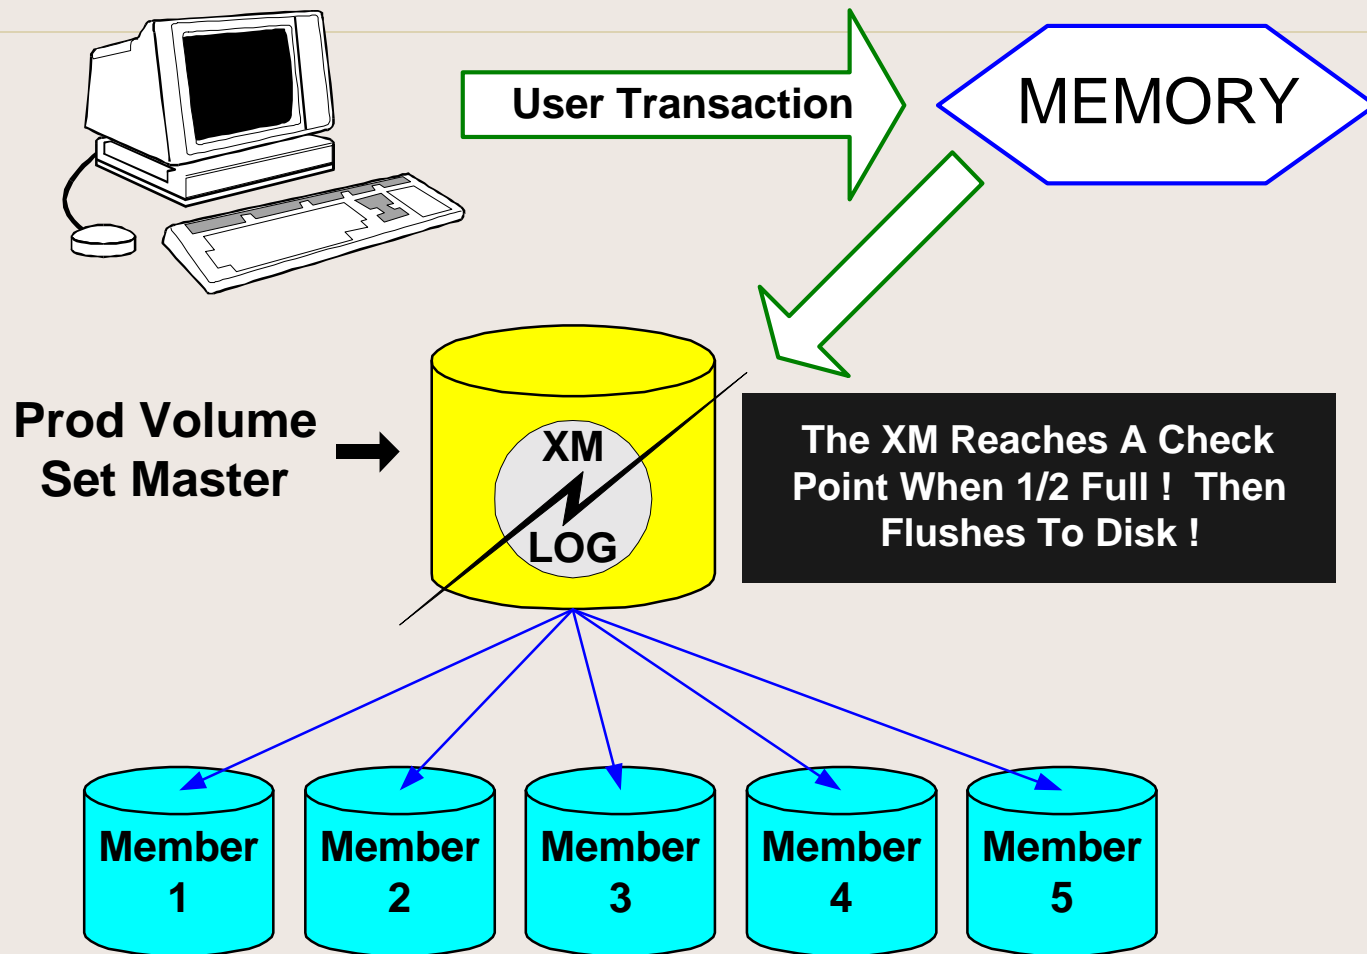 User Transaction
MEMORY
Prod Volume
Set Master
XM
LOG
The XM Reaches A Check
Point When 1/2 Full ! Then
Flushes To Disk !
Member
1
Member
2
Member
3
Member
4
Member
5